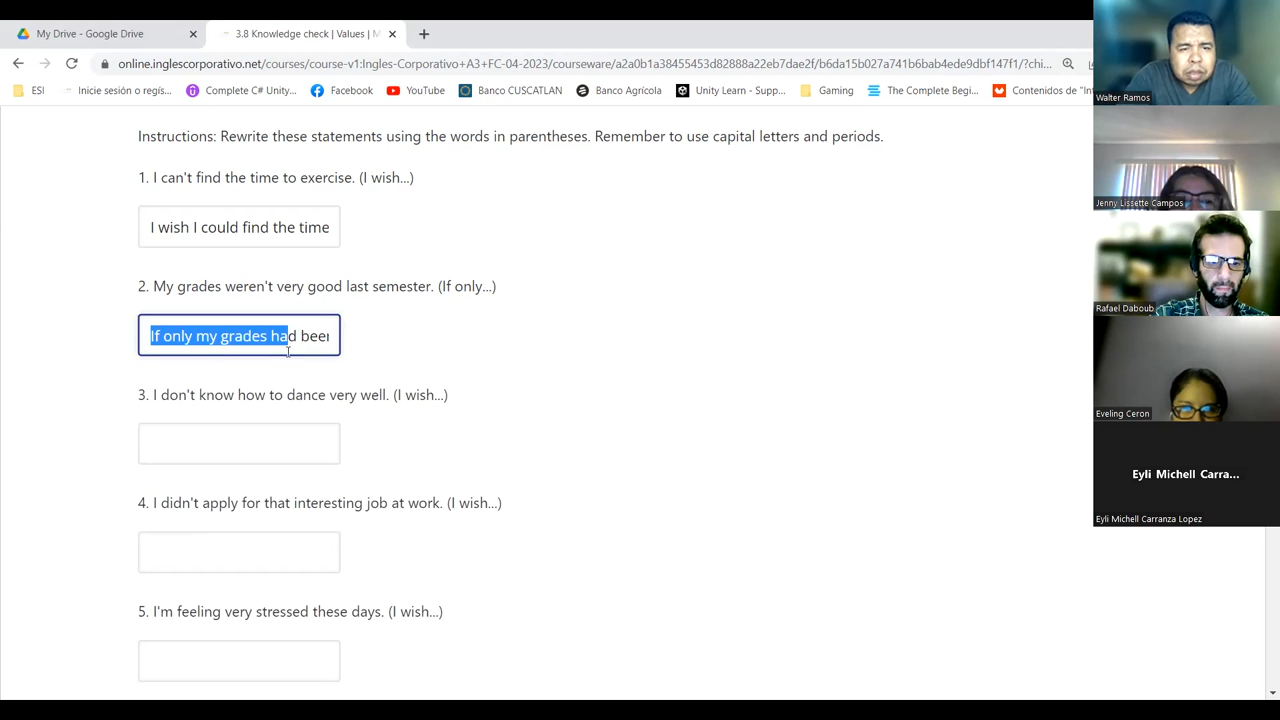 My Drive - Google Drive
3.8 Knowledge check | Values | M
online.inglescorporativo.net/courses/course-v1:Ingles-Corporativo+A3+FC-04-2023/courseware/a2a0b1a38455453d82888a22eb7dae2f/b6da15b027a741b6bab4ede9dbf147f1/?chi...
ESI
Inicie sesión o regís...
Complete C# Unity...
Facebook
YouTube
Banco CUSCATLAN
Banco Agrícola
Unity Learn - Supp...
Gaming
The Complete Begi...
Contenidos de "In
Walter Ramos
Instructions: Rewrite these statements using the words in parentheses. Remember to use capital letters and periods.
1. I can't find the time to exercise. (I wish...)
I wish I could find the time
Jenny Lissette Campos
2. My grades weren't very good last semester. (If only...)
If only my grades had been
Rafael Daboub
3. I don't know how to dance very well. (I wish...)
Eveling Ceron
4. I didn't apply for that interesting job at work. (I wish...)
Eyli Michell Carra...
Eyli Michell Carranza Lopez
5. I'm feeling very stressed these days. (I wish...)